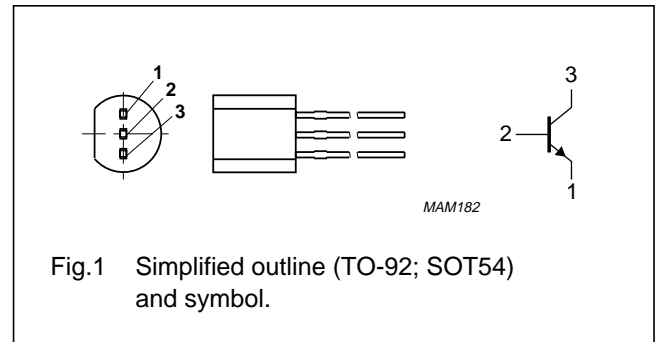 1
2
3
3
2
1
MAM182
Fig.1 Simplified outline (TO-92; SOT54)
and symbol.